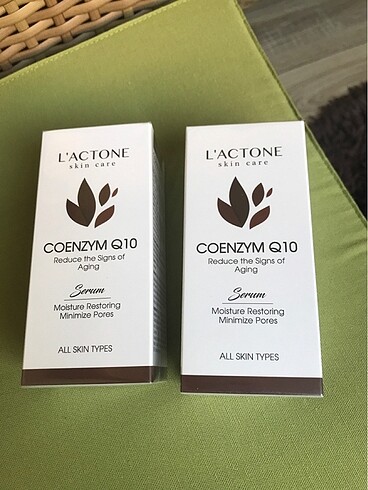 L'ACTONE
skin care
COENZYM Q10
Reduce the Signs of
Aging
Serum
Moisture Restoring
Minimize Pores
ALL SKIN TYPES
L'ACTONE
skin care
COENZYM Q10
Reduce the Signs of
Aging
Serum
Moisture Restoring
Minimize Pores
ALL SKIN TYPES